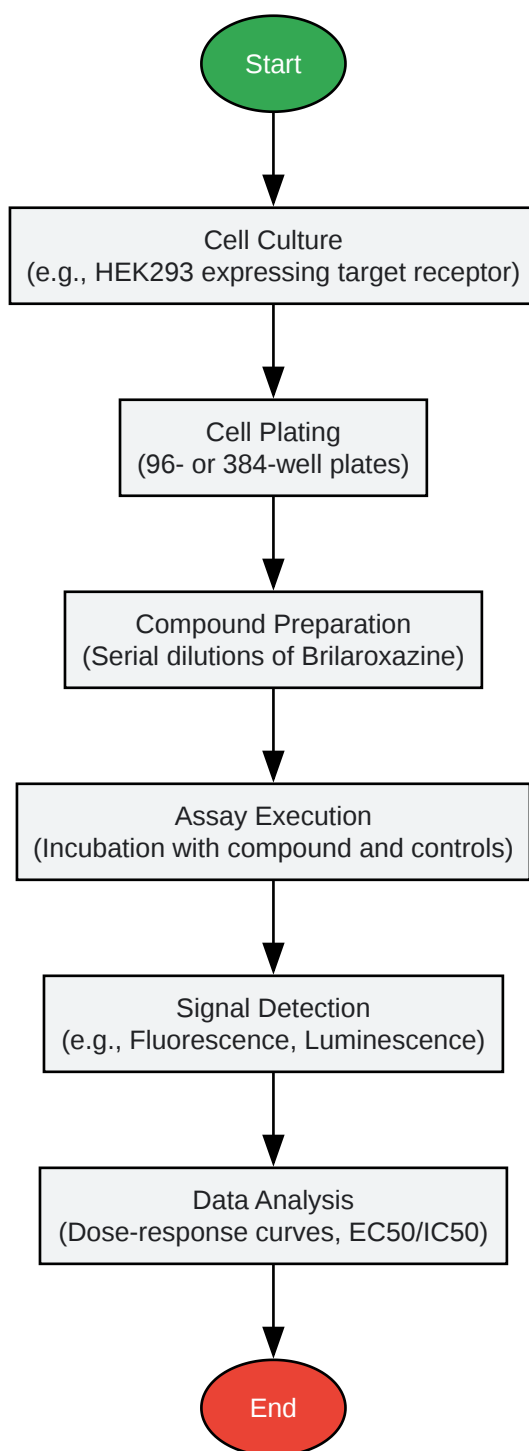 Start
Cell Culture
(e.g., HEK293 expressing target receptor)
Cell Plating
(96- or 384-well plates)
Compound Preparation
(Serial dilutions of Brilaroxazine)
Assay Execution
(Incubation with compound and controls)
Signal Detection
(e.g., Fluorescence, Luminescence)
Data Analysis
(Dose-response curves, EC50/IC50)
End